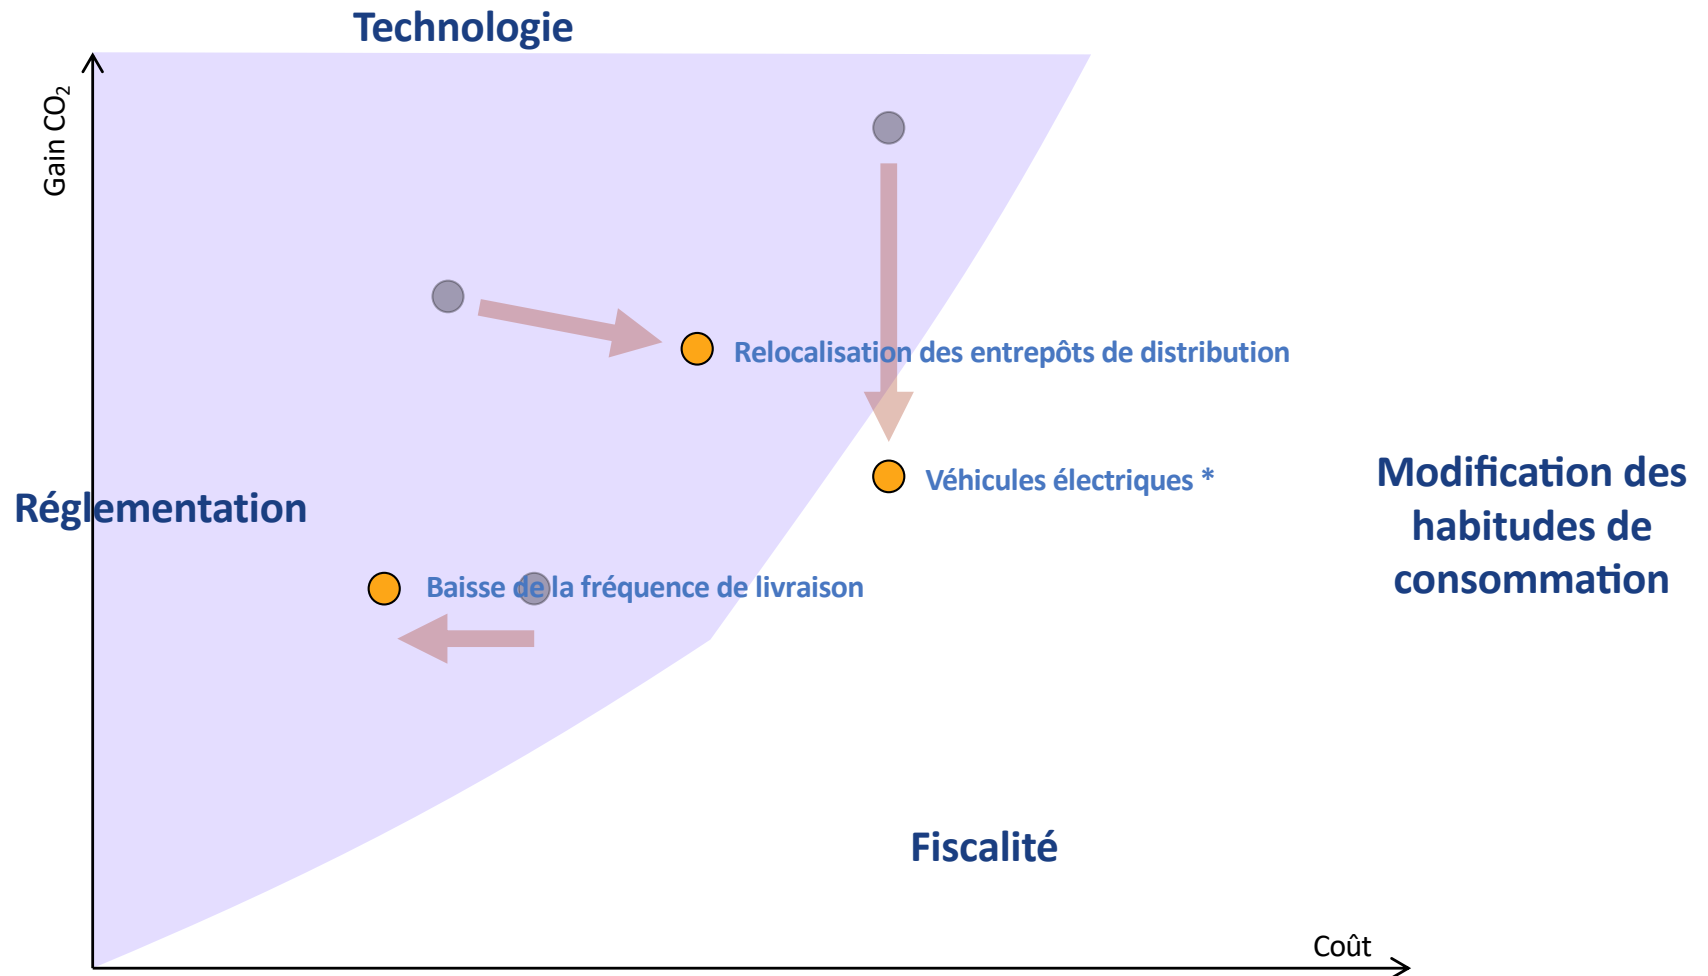 Technologie
Gain CO₂
Relocalisation des entrepôts de distribution
Véhicules électriques *
Modification des
habitudes de
consommation
Réglementation
Baisse de la fréquence de livraison
Fiscalité
Coût